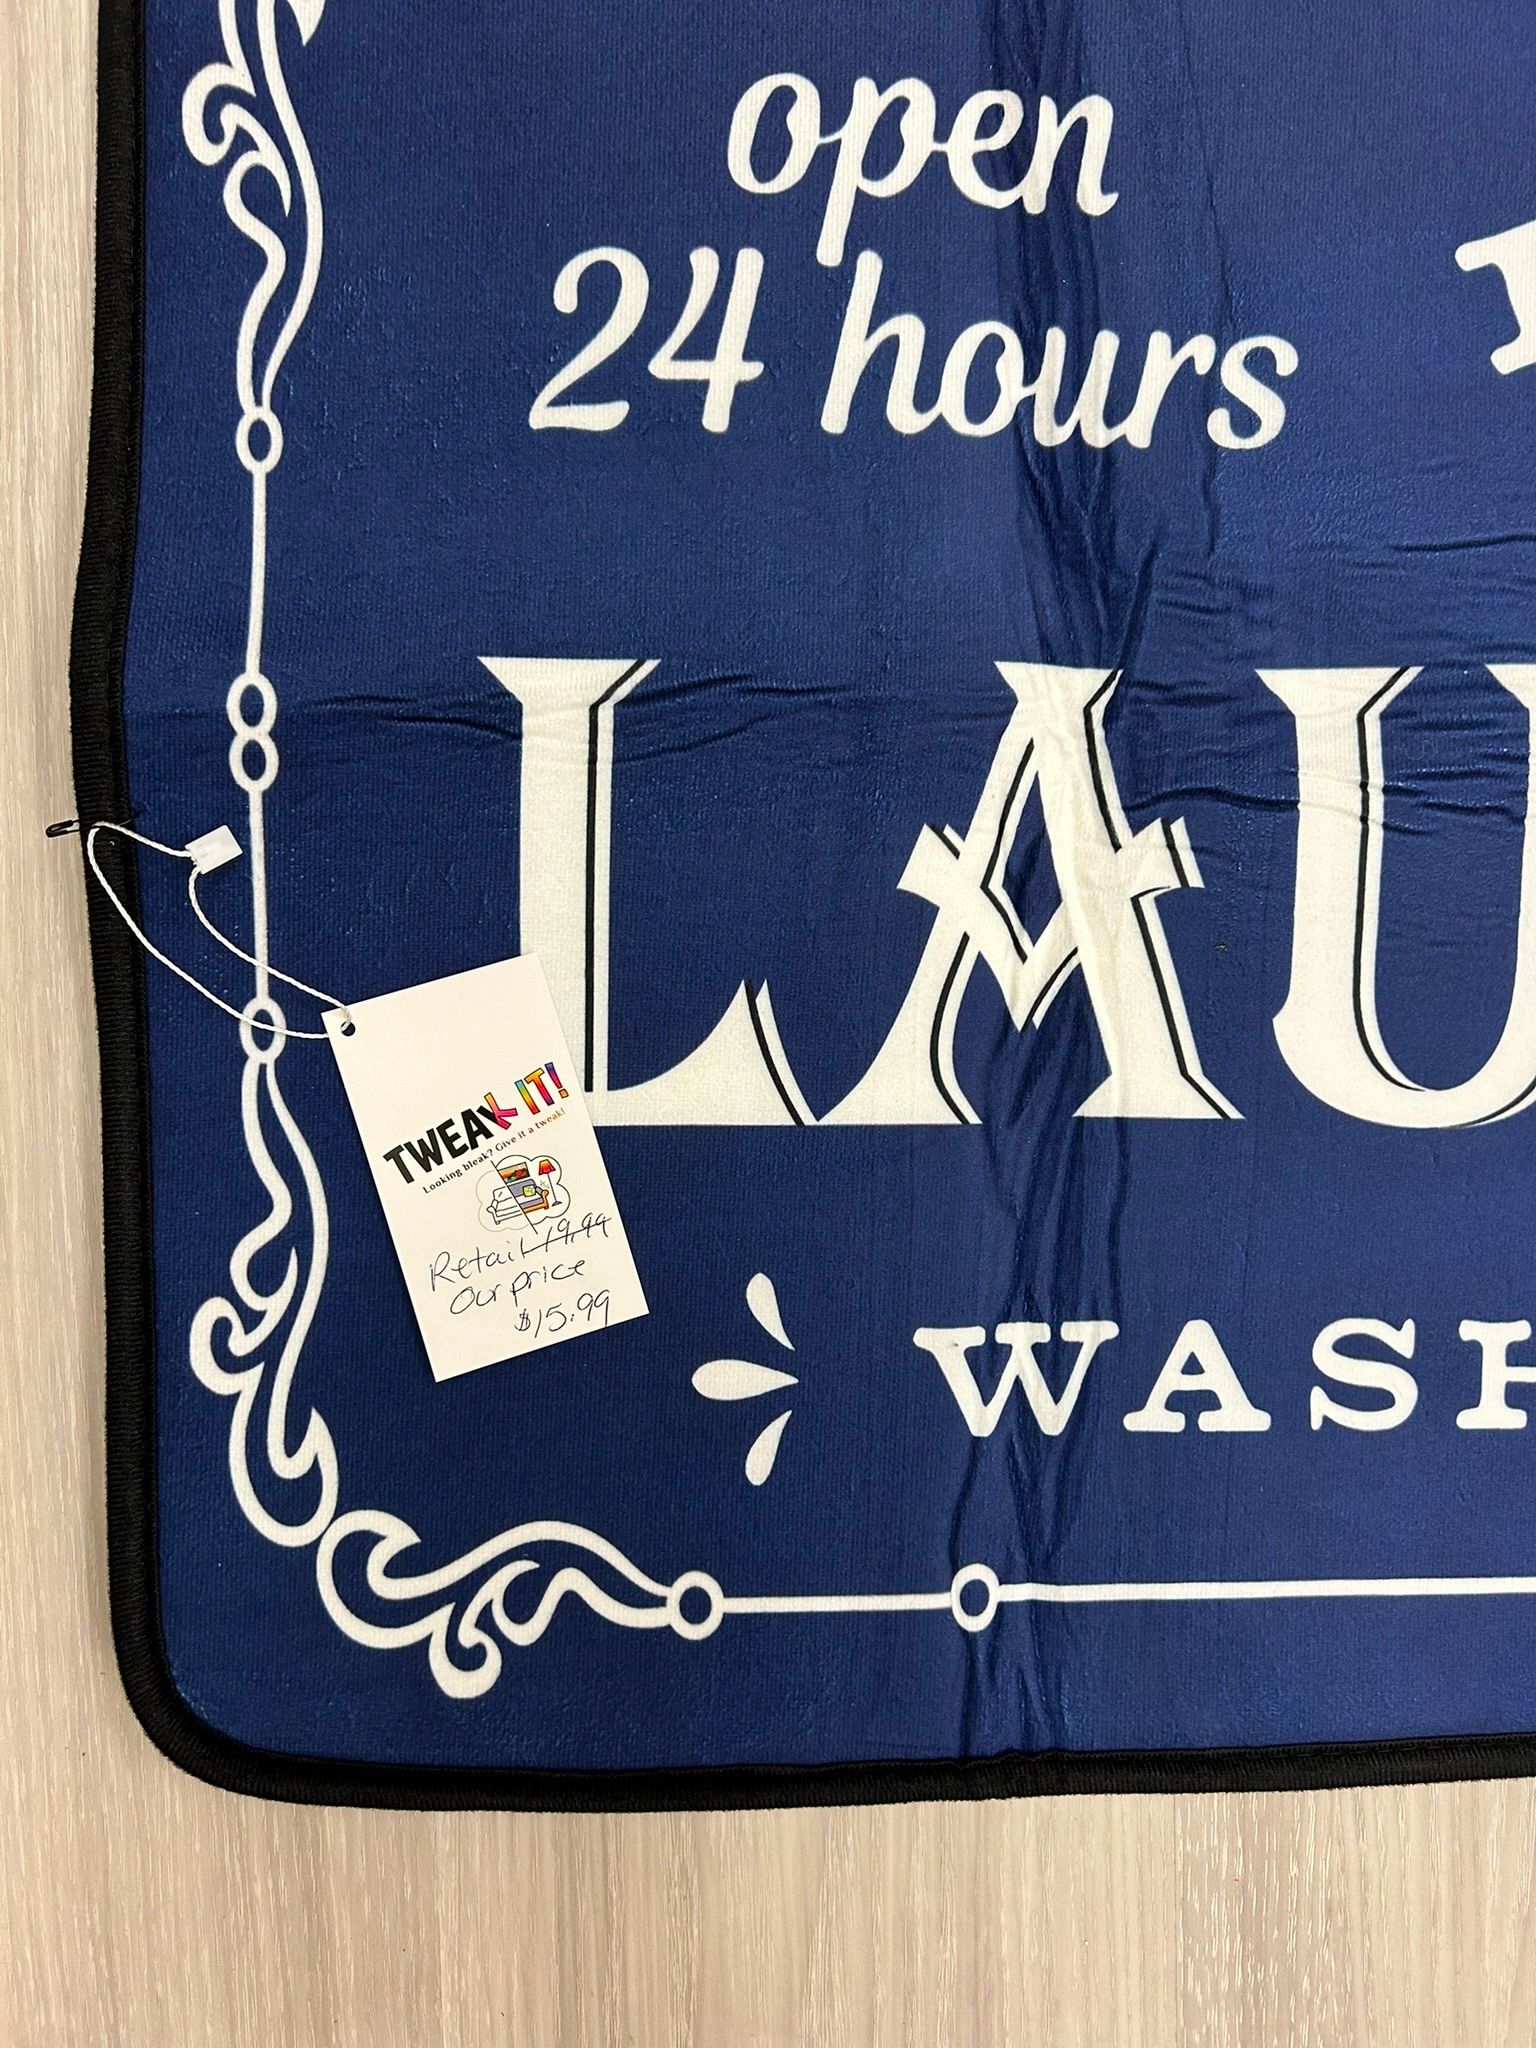 open
24 hours
LAU
TWEAK IT!
Looking bleak? Give it a tweak!
Retail 19.99
Our price
$15.99
WASH